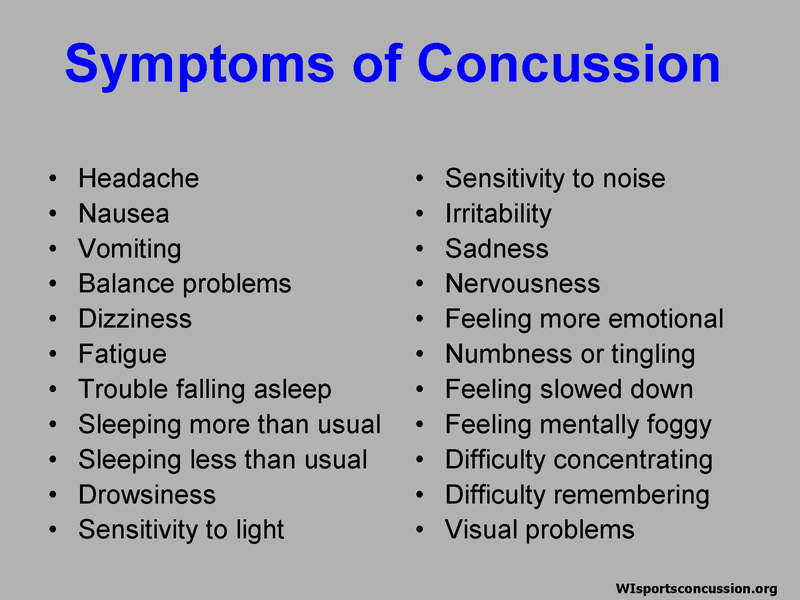 Symptoms of Concussion
• Headache
• Nausea
• Vomiting
• Balance problems
• Dizziness
• Fatigue
• Trouble falling asleep
• Sleeping more than usual
• Sleeping less than usual
• Drowsiness
• Sensitivity to light
• Sensitivity to noise
• Irritability
• Sadness
• Nervousness
• Feeling more emotional
• Numbness or tingling
• Feeling slowed down
• Feeling mentally foggy
• Difficulty concentrating
• Difficulty remembering
• Visual problems
WIsportsconcussion.org